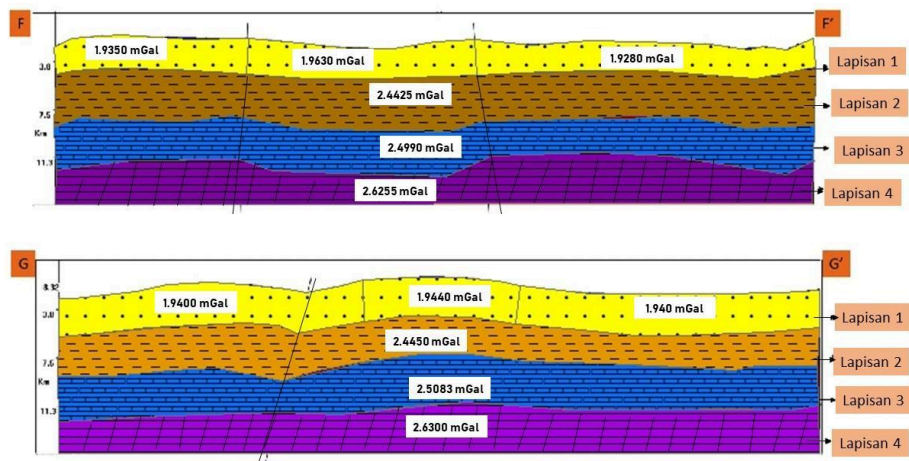 F F'
1.9350 mGal 1.9630 mGal 1.9280 mGal
3.0 Lapisan 1
2.4425 mGal
Lapisan 2
7.5
Km
2.4990 mGal Lapisan 3
11.3
2.6255 mGal Lapisan 4
G G'
8.32
1.9400 mGal 1.9440 mGal 1.940 mGal
3.0 Lapisan 1
2.4450 mGal
7.5 Lapisan 2
Km
2.5083 mGal Lapisan 3
11.3
2.6300 mGal
Lapisan 4